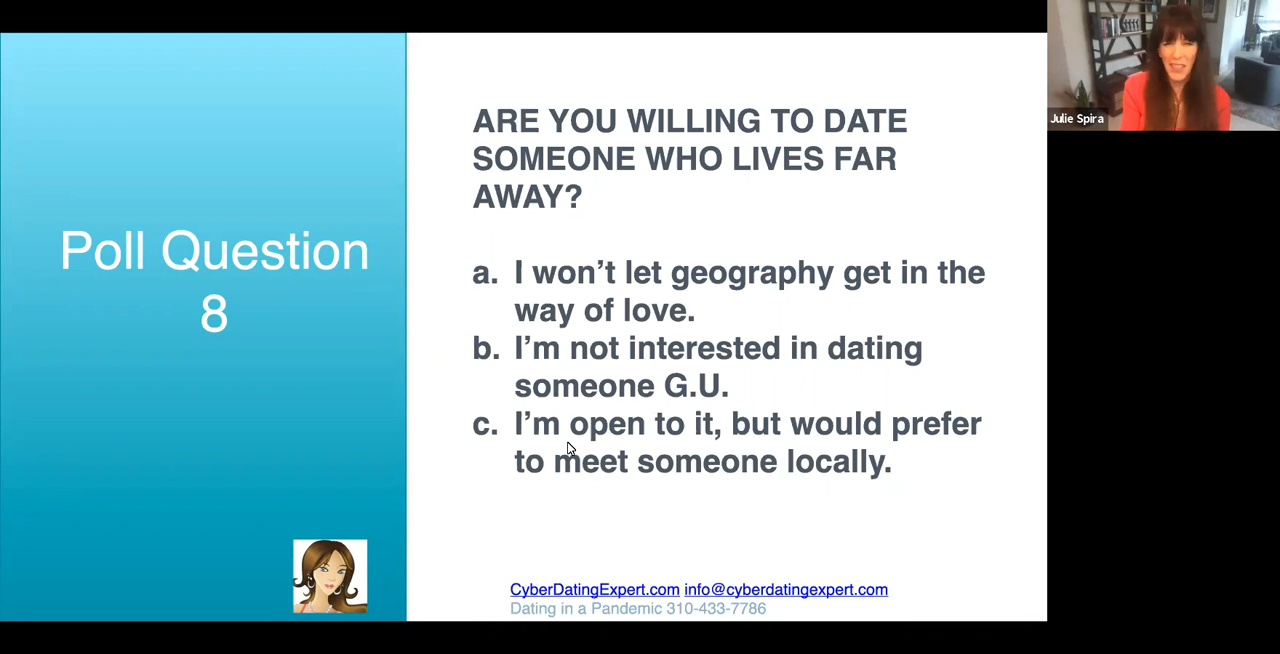 Poll Question
8
ARE YOU WILLING TO DATE
SOMEONE WHO LIVES FAR
AWAY?
a. I won’t let geography get in the
way of love.
b. I’m not interested in dating
someone G.U.
c. I’m open to it, but would prefer
to meet someone locally.
CyberDatingExpert.com info@cyberdatingexpert.com
Dating in a Pandemic 310-433-7786
Julie Spira